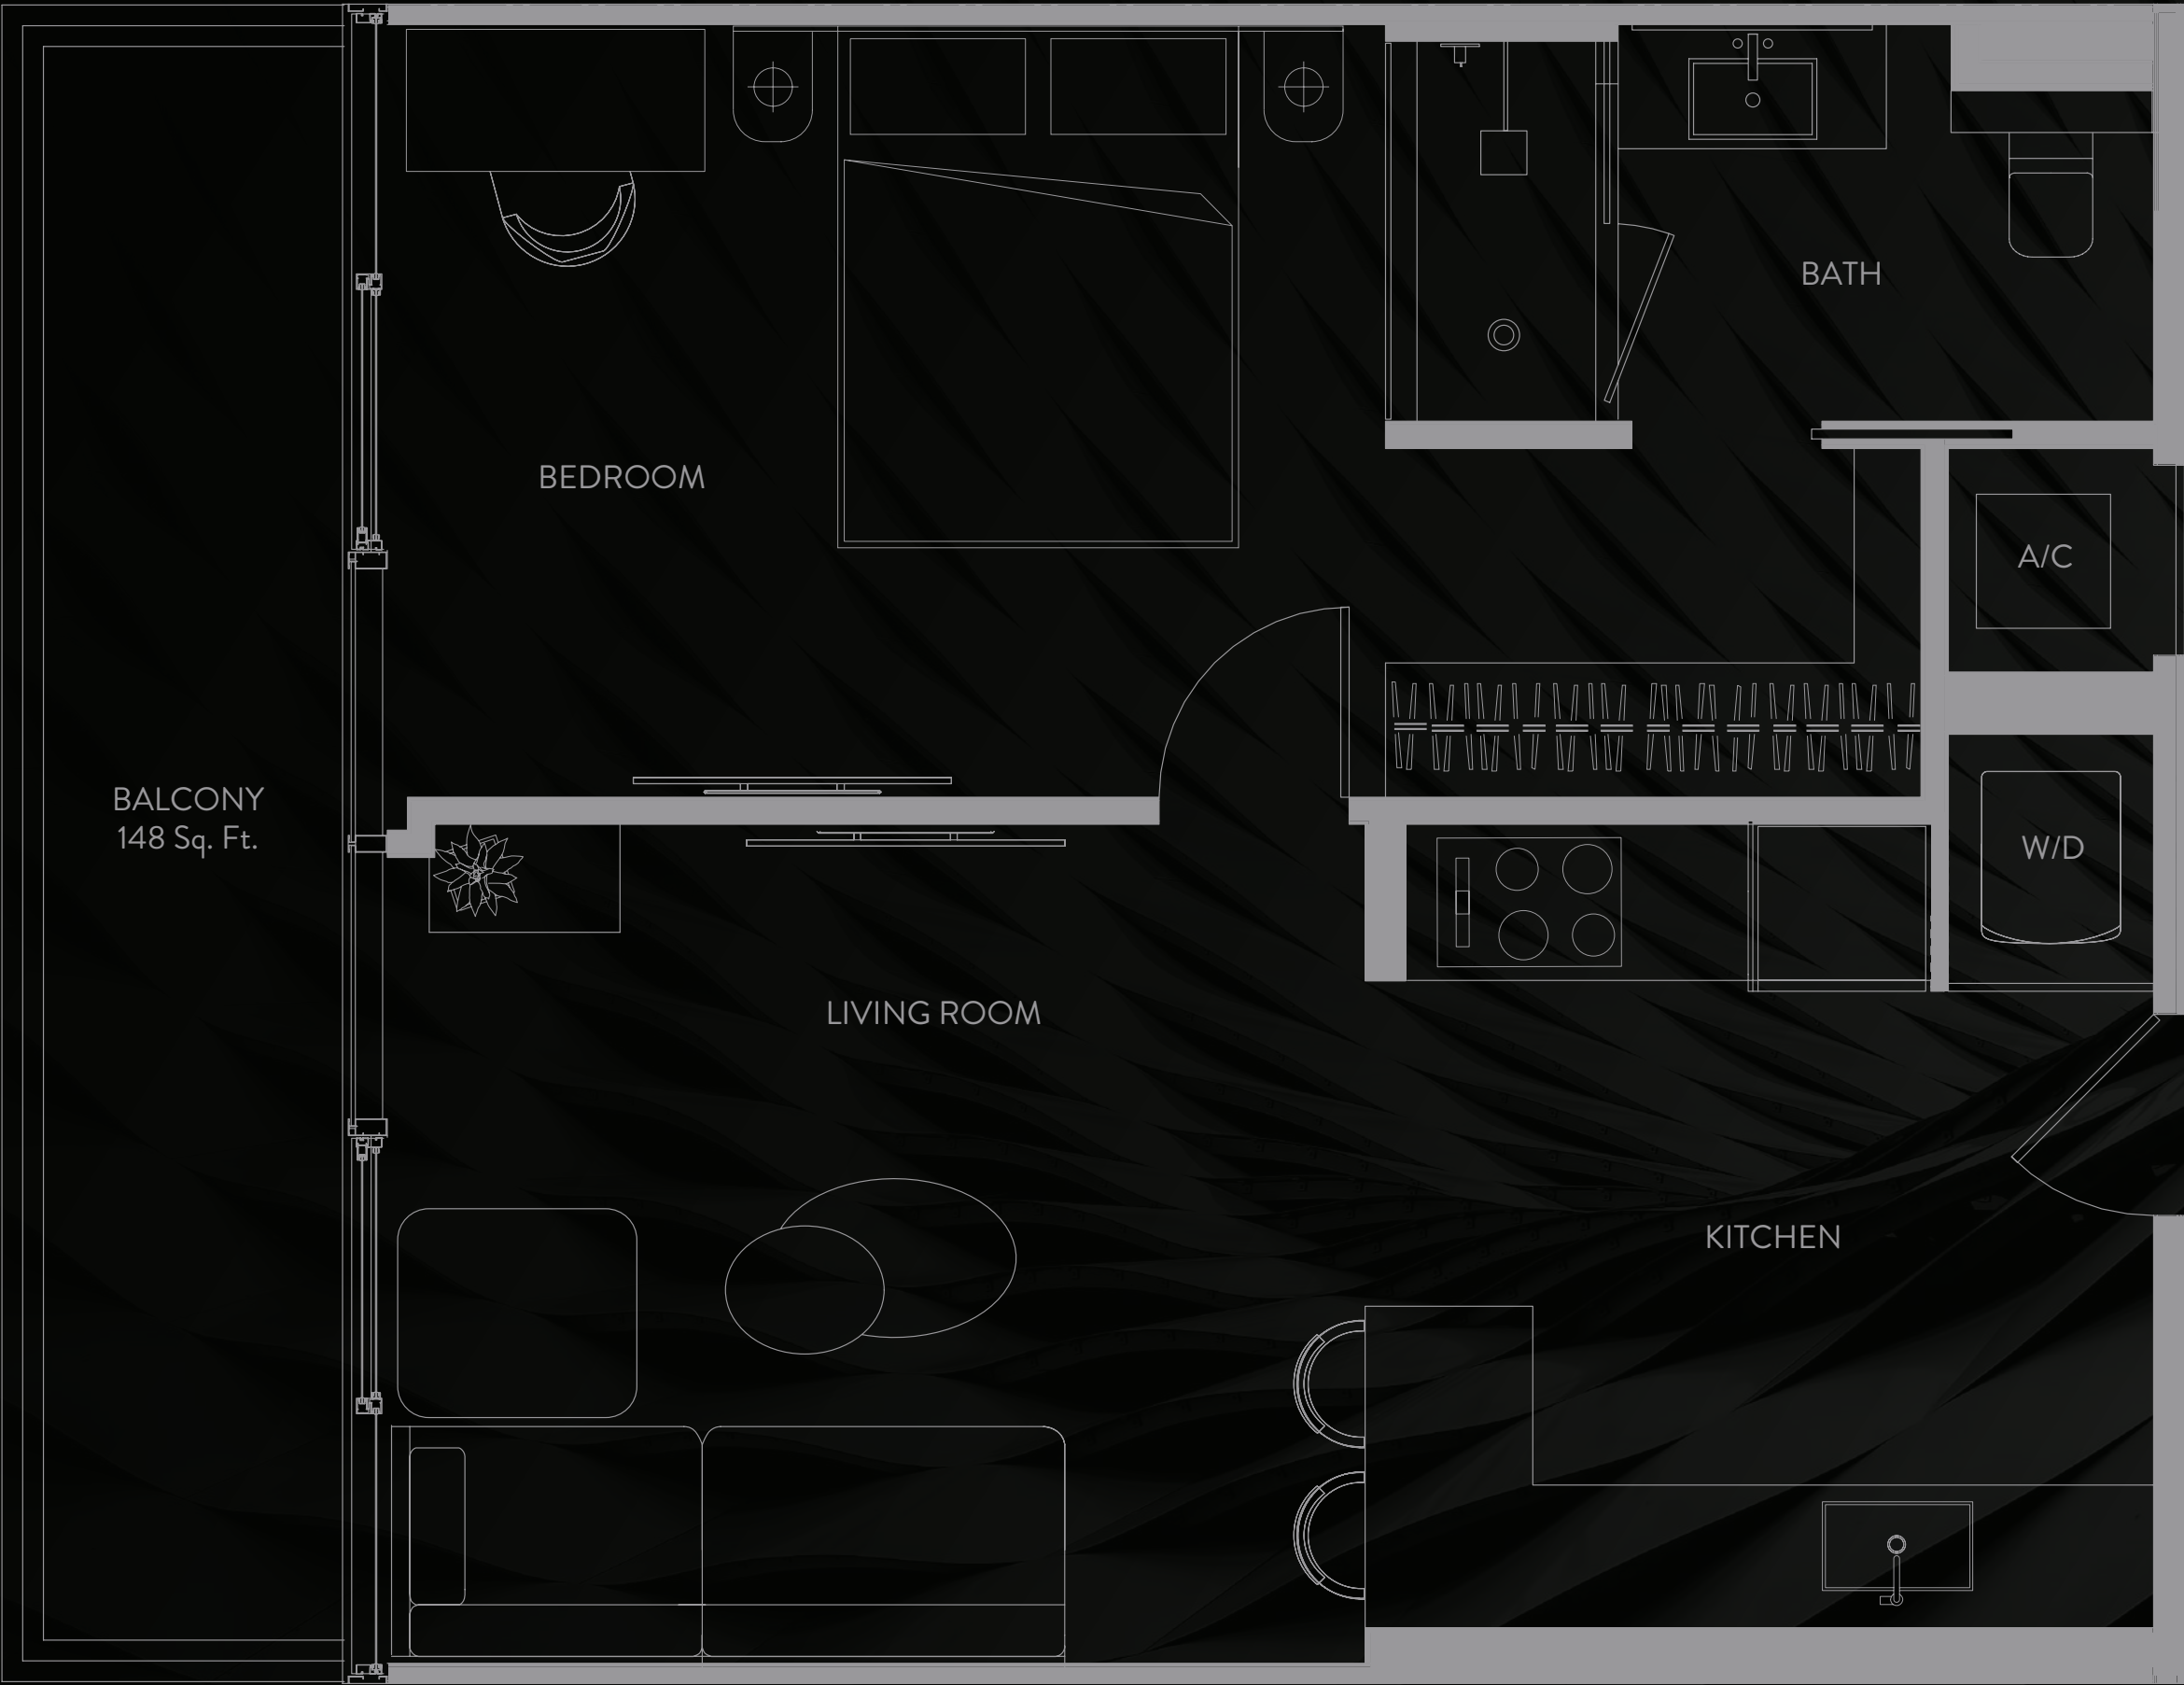 BATH
BEDROOM
A/C
BALCONY
148 Sq. Ft.
W/D
LIVING ROOM
KITCHEN